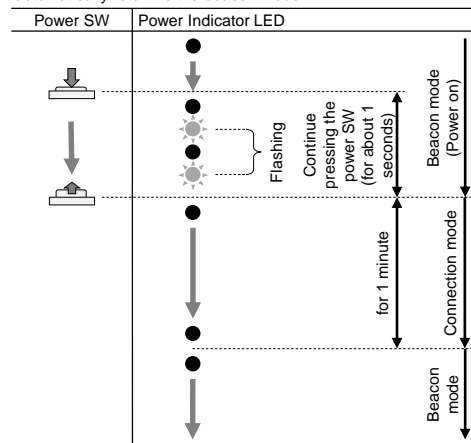 Power SW
Power Indicator LED
Flashing
Continue
pressing the
power SW
(for about 1
seconds)
Beacon mode
(Power on)
for 1 minute
Connection mode
Beacon
mode